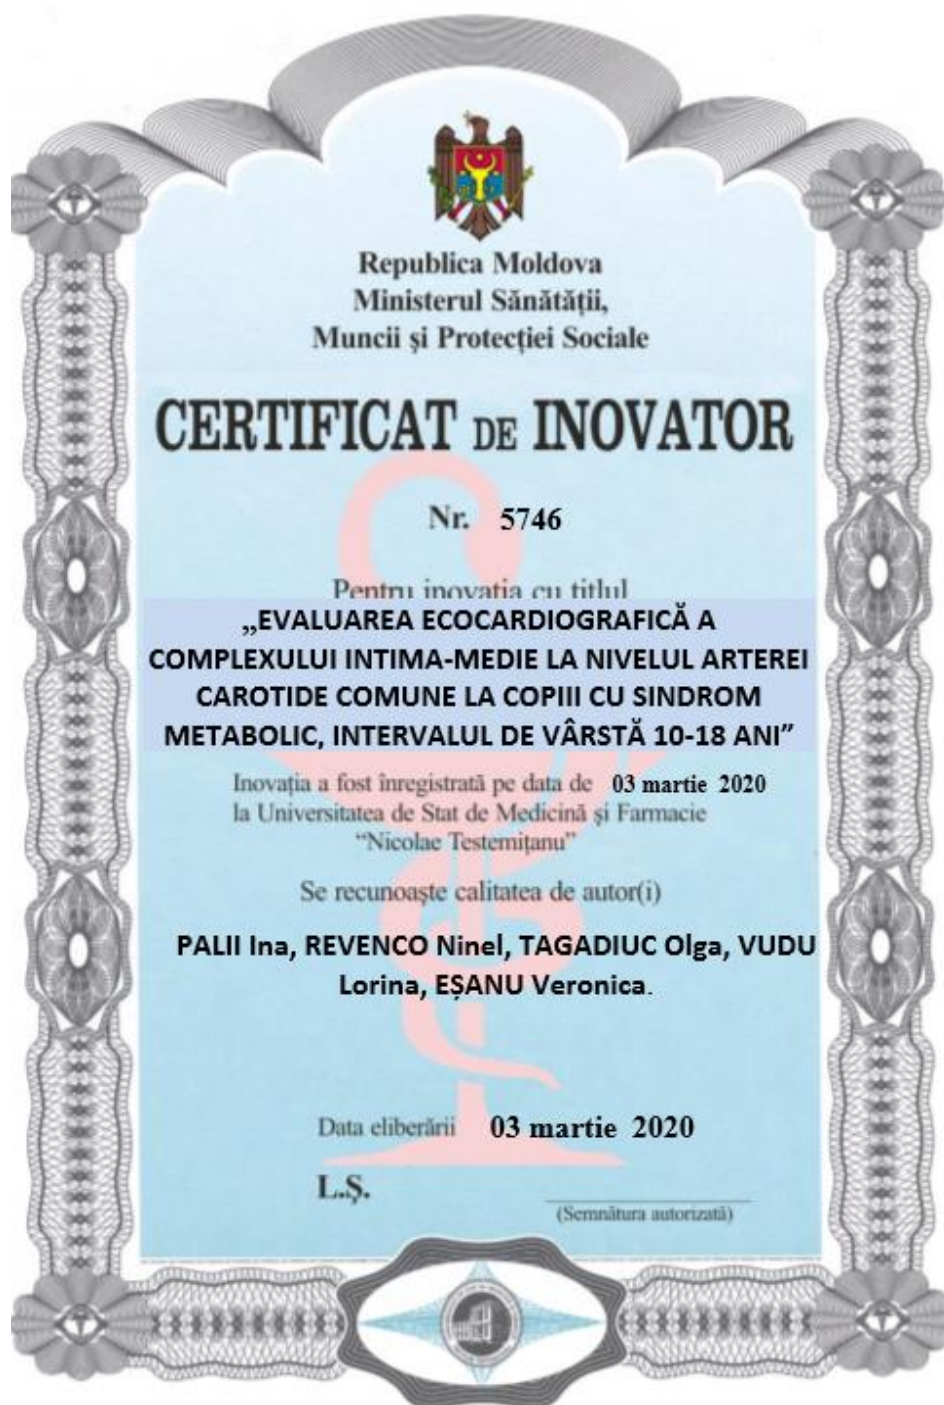 Republica Moldova
Ministerul Sănătății,
Muncii și Protecției Sociale
CERTIFICAT DE INOVATOR
Nr. 5746
Pentru inovația cu titlul
„EVALUAREA ECOCARDIOGRAFICĂ A
COMPLEXULUI INTIMA-MEDIE LA NIVELUL ARTEREI
CAROTIDE COMUNE LA COPIII CU SINDROM
METABOLIC, INTERVALUL DE VÂRSTĂ 10-18 ANI”
Inovația a fost înregistrată pe data de 03 martie 2020
la Universitatea de Stat de Medicină și Farmacie
“Nicolae Testemițanu”
Se recunoaște calitatea de autor(i)
PALII Ina, REVENCO Ninel, TAGADIUC Olga, VUDU
Lorina, EȘANU Veronica.
Data eliberării 03 martie 2020
L.Ș.
(Semnătura autorizată)